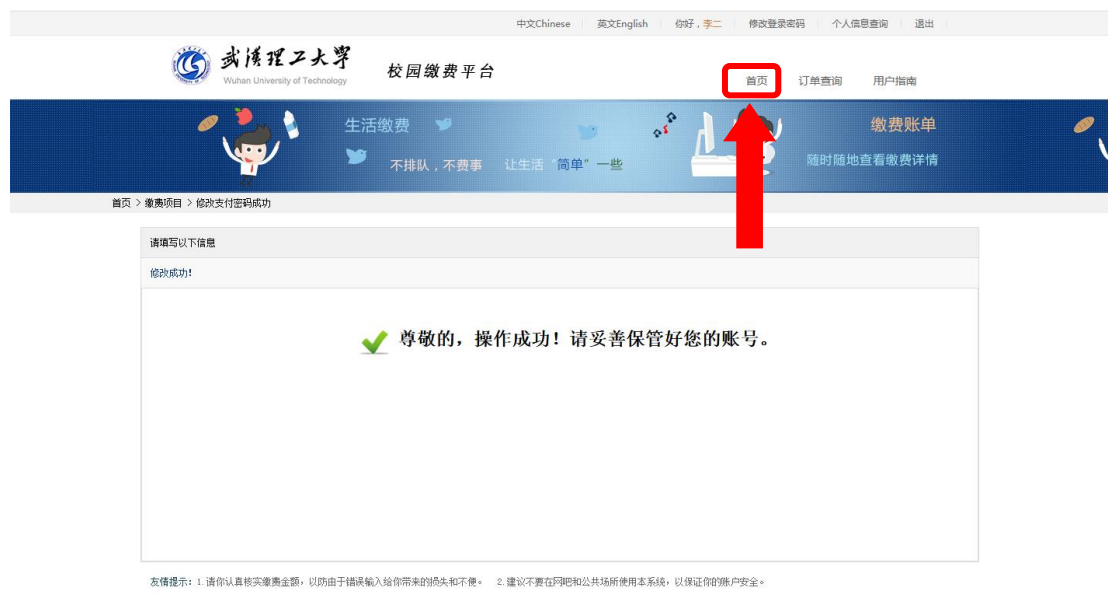 中文Chinese 英文English 你好，李二 修改登录密码 个人信息查询 退出
武汉理工大学
Wuhan University of Technology
校园缴费平台
首页 订单查询 用户指南
生活缴费
不排队，不费事 让生活“简单”一些
缴费账单
随时随地查看缴费详情
首页 > 缴费项目 > 修改支付密码成功
请填写以下信息
修改成功!
尊敬的，操作成功！请妥善保管好您的账号。
友情提示：1.请你认真核实缴费金额，以防由于错误输入给你带来的损失和不便。 2.建议不要在网吧和公共场所使用本系统，以保证你的账户安全。